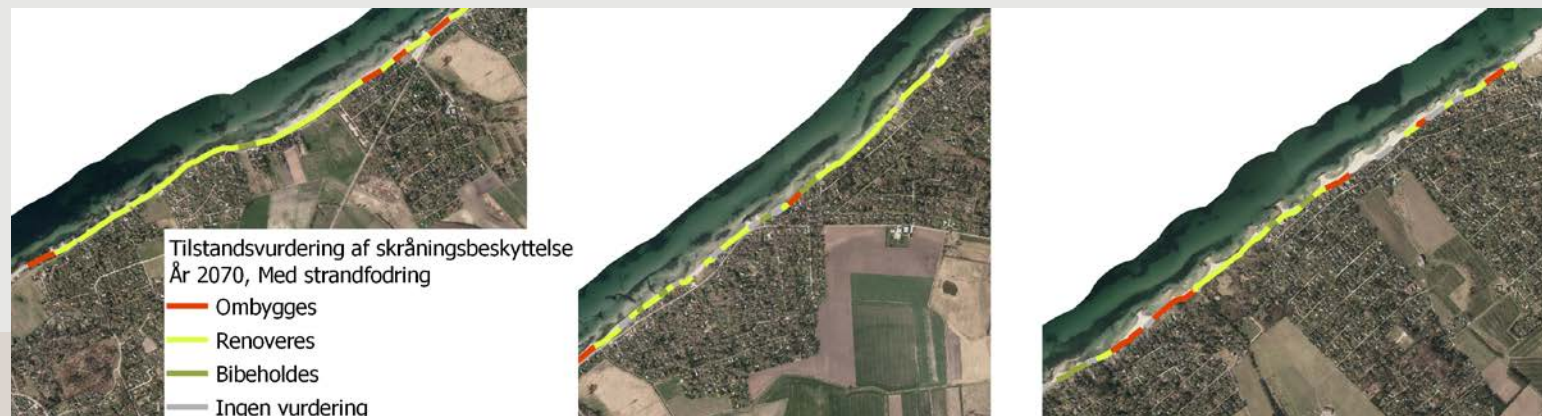 Tilstandsvurdering af skråningsbeskyttelse
År 2070, Med strandfodring
Ombygges
Renoveres
Bibeholdes
Ingen vurdering